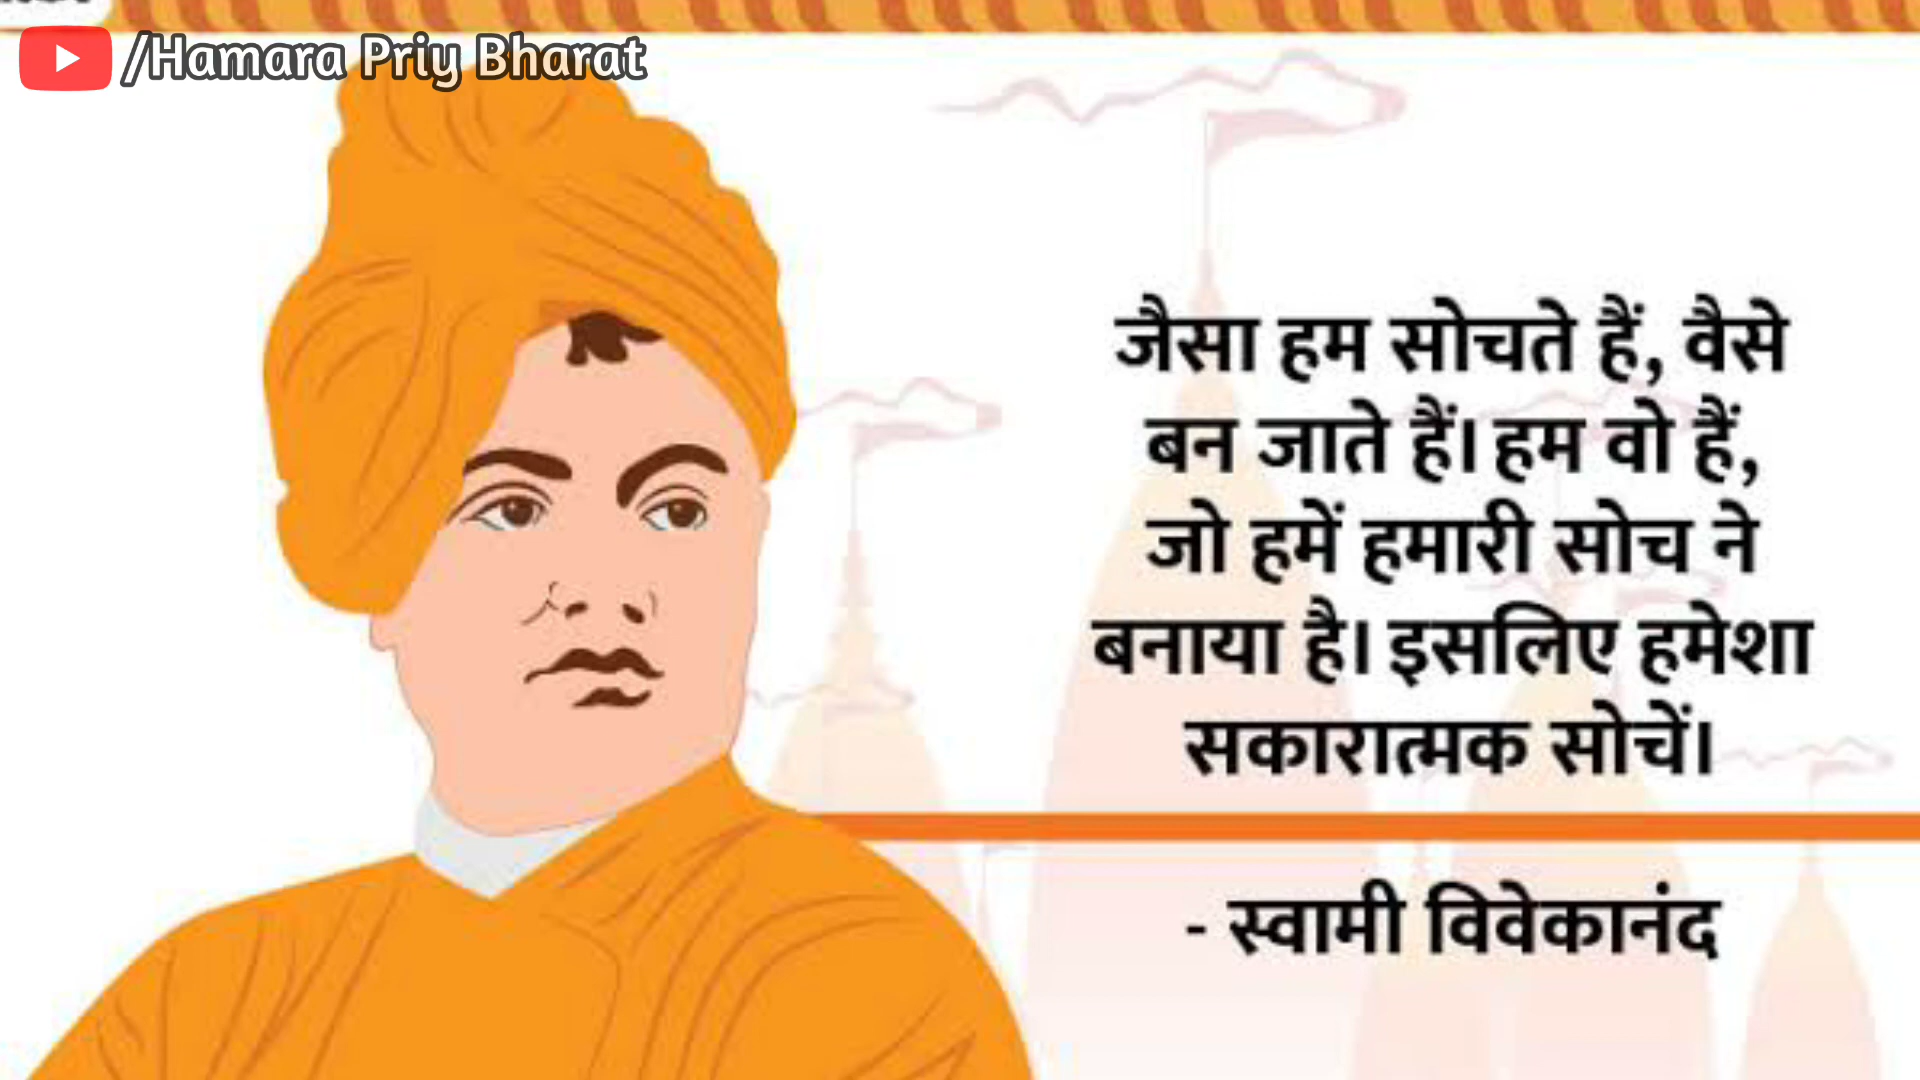 /Hamara Priy Bharat
जैसा हम सोचते हैं, वैसे
बन जाते हैं। हम वो हैं,
जो हमें हमारी सोच ने
बनाया है। इसलिए हमेशा
सकारात्मक सोचें।
- स्वामी विवेकानंद